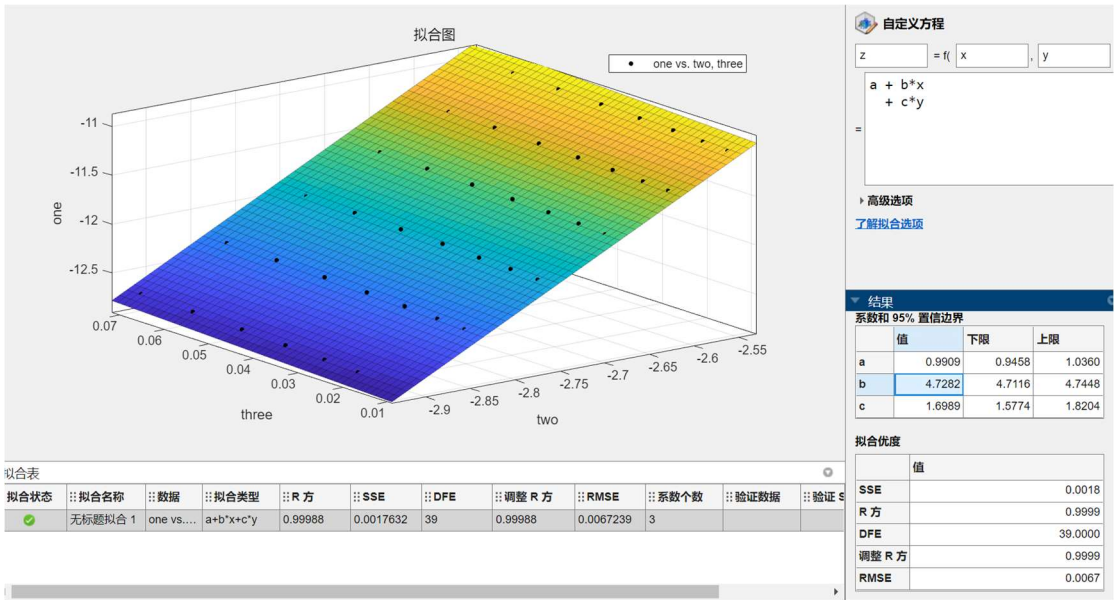 拟合图
one vs. two, three
-11
-11.5
-12
-12.5
one
0.07
0.06
0.05
0.04
0.03
0.02
0.01
three
-2.9
-2.85
-2.8
-2.75
-2.7
-2.65
-2.6
-2.55
two
自定义方程
z = f( x , y
a + b*x
+ c*y
=
高级选项
了解拟合选项
结果
系数和 95% 置信边界
值 下限 上限
a 0.9909 0.9458 1.0360
b 4.7282 4.7116 4.7448
c 1.6989 1.5774 1.8204
拟合优度
值
SSE 0.0018
R 方 0.9999
DFE 39.0000
调整 R 方 0.9999
RMSE 0.0067
拟合表
拟合状态 拟合名称 数据 拟合类型 R 方 SSE DFE 调整 R 方 RMSE 系数个数 验证数据 验证 S
无标题拟合 1 one vs.... a+b*x+c*y 0.99988 0.0017632 39 0.99988 0.0067239 3